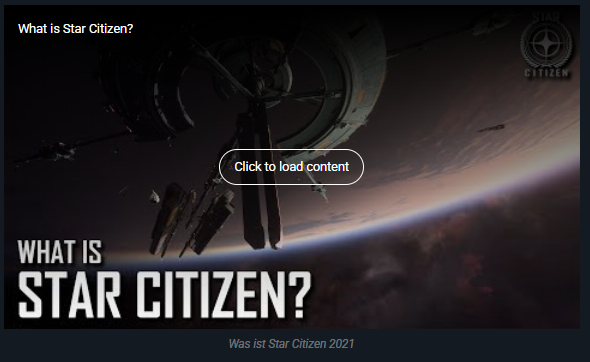 What is Star Citizen?
STAR
CITIZEN
Click to load content
WHAT IS
STAR CITIZEN?
Was ist Star Citizen 2021